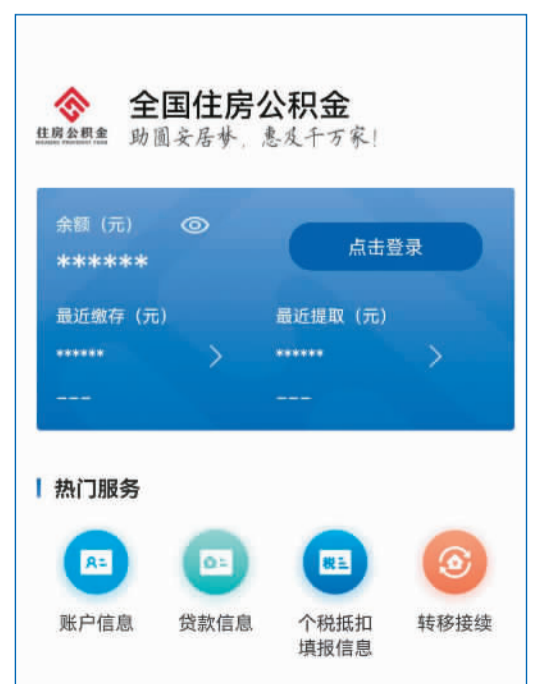 全国住房公积金
住房公积金
助圆安居梦，惠及千万家！
余额（元）
******
点击登录
最近缴存（元）
最近提取（元）
******
******
---
---
热门服务
税
账户信息
贷款信息
个税抵扣
填报信息
转移接续